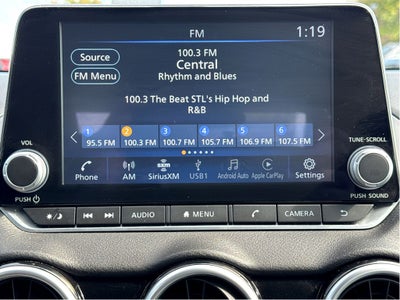 FM
1:19
Source
FM Menu
100.3 FM
Central
Rhythm and Blues
100.3 The Beat STL's Hip Hop and
R&B
1 2 3 4 5 6
95.5 FM 100.3 FM 100.7 FM 105.7 FM 106.9 FM 107.5 FM
Phone AM SiriusXM USB1 Android Auto Apple CarPlay Settings
VOL
PUSH
TUNE·SCROLL
PUSH SOUND
AUDIO MENU CAMERA